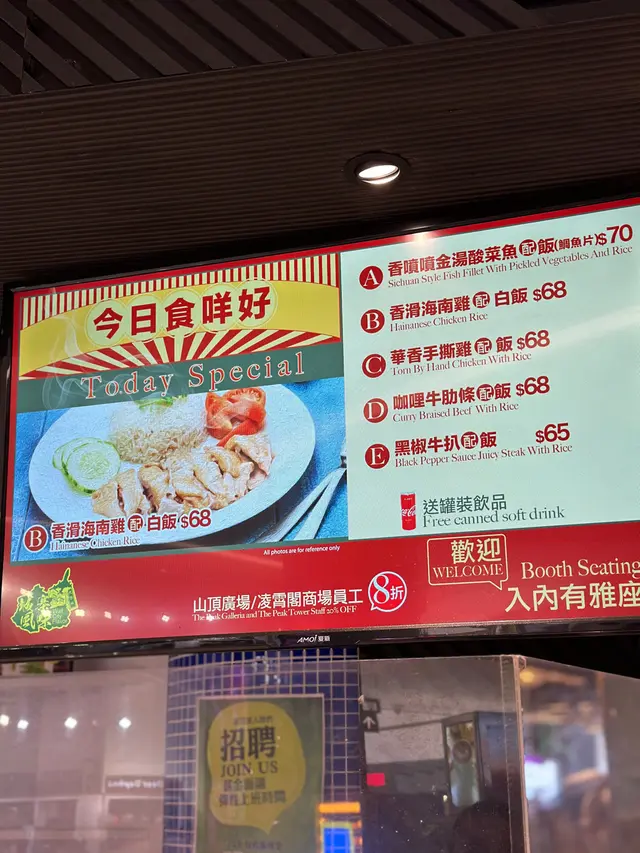 今日食咩好
Today Special
B 香滑海南雞配白飯 $68
Hainanese Chicken Rice
All photos are for reference only
A 香噴噴金湯酸菜魚配飯(鯛魚片)$70
Sichuan Style Fish Fillet With Pickled Vegetables And Rice
B 香滑海南雞配白飯 $68
Hainanese Chicken Rice
C 華香手撕雞配飯 $68
Torn By Hand Chicken With Rice
D 咖哩牛肋條配飯 $68
Curry Braised Beef With Rice
E 黑椒牛扒配飯 $65
Black Pepper Sauce Juicy Steak With Rice
送罐裝飲品
Free canned soft drink
山頂廣場/凌霄閣商場員工 8折
The Peak Galleria and The Peak Tower Staff 20% OFF
歡迎
WELCOME
Booth Seating
入內有雅座
AMOI 夏新
招聘
JOIN US